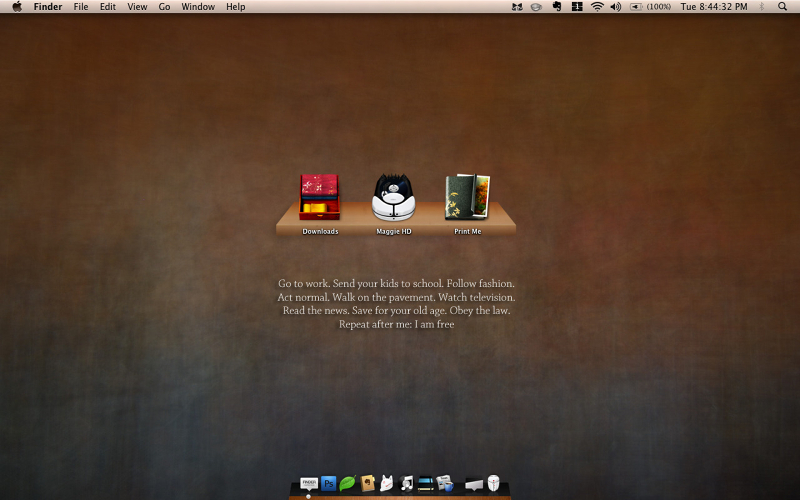 Finder File Edit View Go Window Help (100%) Tue 8:44:32 PM
Downloads Maggie HD Print Me
Go to work. Send your kids to school. Follow fashion.
Act normal. Walk on the pavement. Watch television.
Read the news. Save for your old age. Obey the law.
Repeat after me: I am free
FINDER
Ps